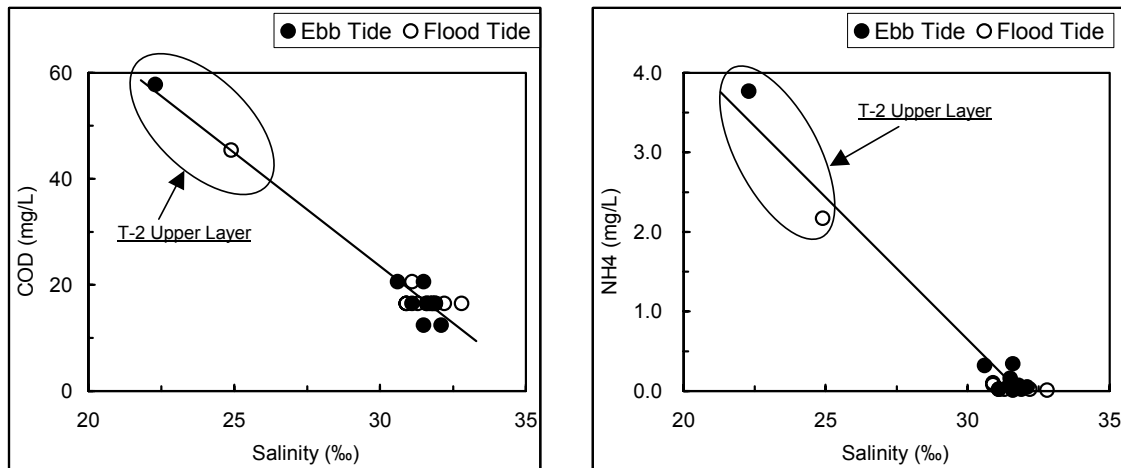 ● Ebb Tide ○ Flood Tide
60
40
20
0
COD (mg/L)
T-2 Upper Layer
20 25 30 35
Salinity (‰)
● Ebb Tide ○ Flood Tide
4.0
3.0
2.0
1.0
0.0
NH4 (mg/L)
T-2 Upper Layer
20 25 30 35
Salinity (‰)